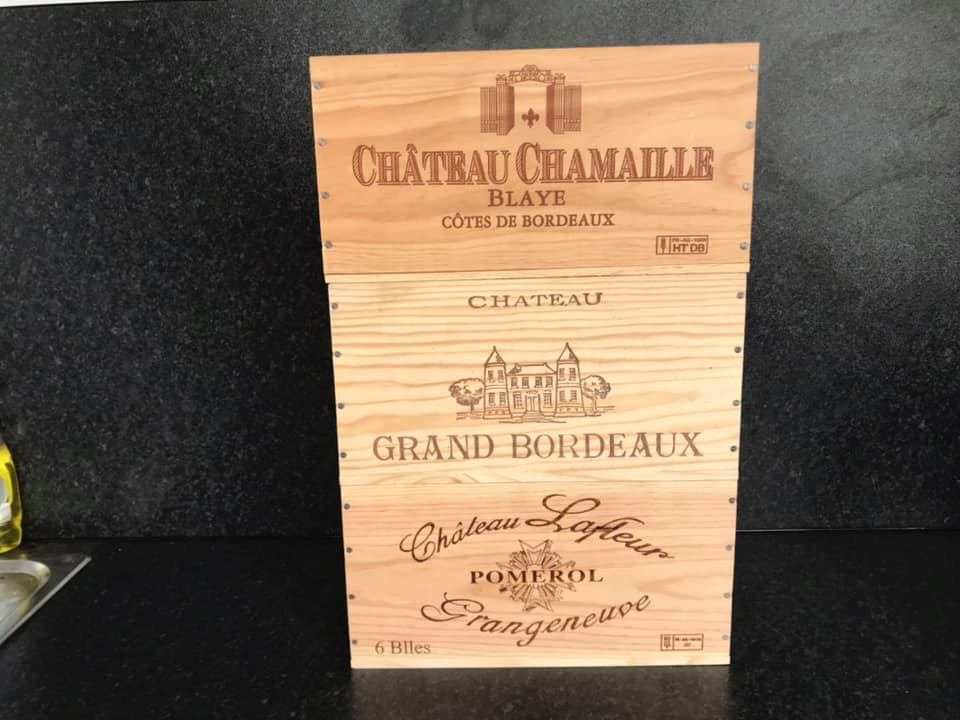 CHÂTEAU CHAMAILLE
BLAYE
CÔTES DE BORDEAUX
HT DB
CHATEAU
GRAND BORDEAUX
Château Lafleur
POMEROL
Grangeneuve
6 Blles